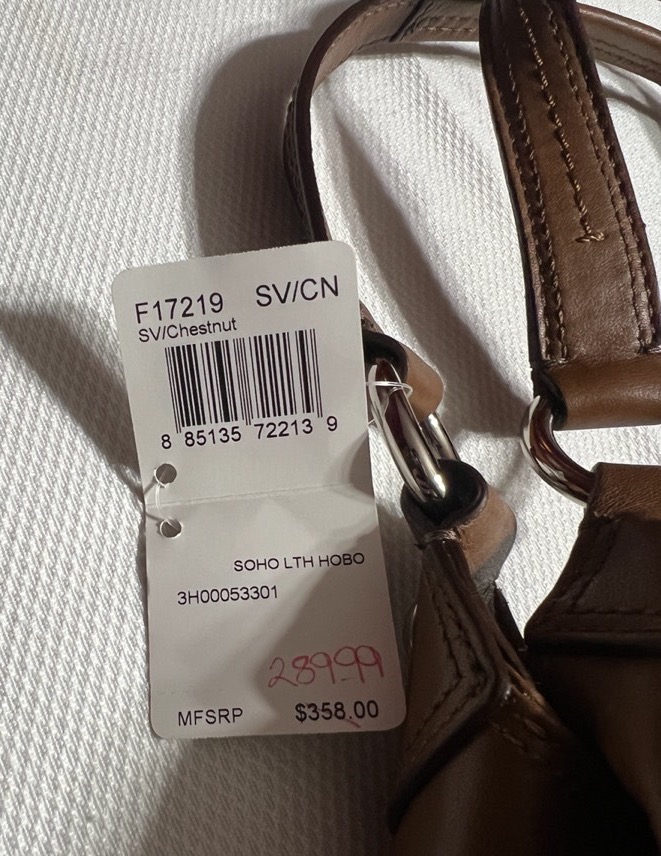 F17219 SV/CN
SV/Chestnut
8 85135 72213 9
SOHO LTH HOBO
3H00053301
289.99
MFSRP $358.00